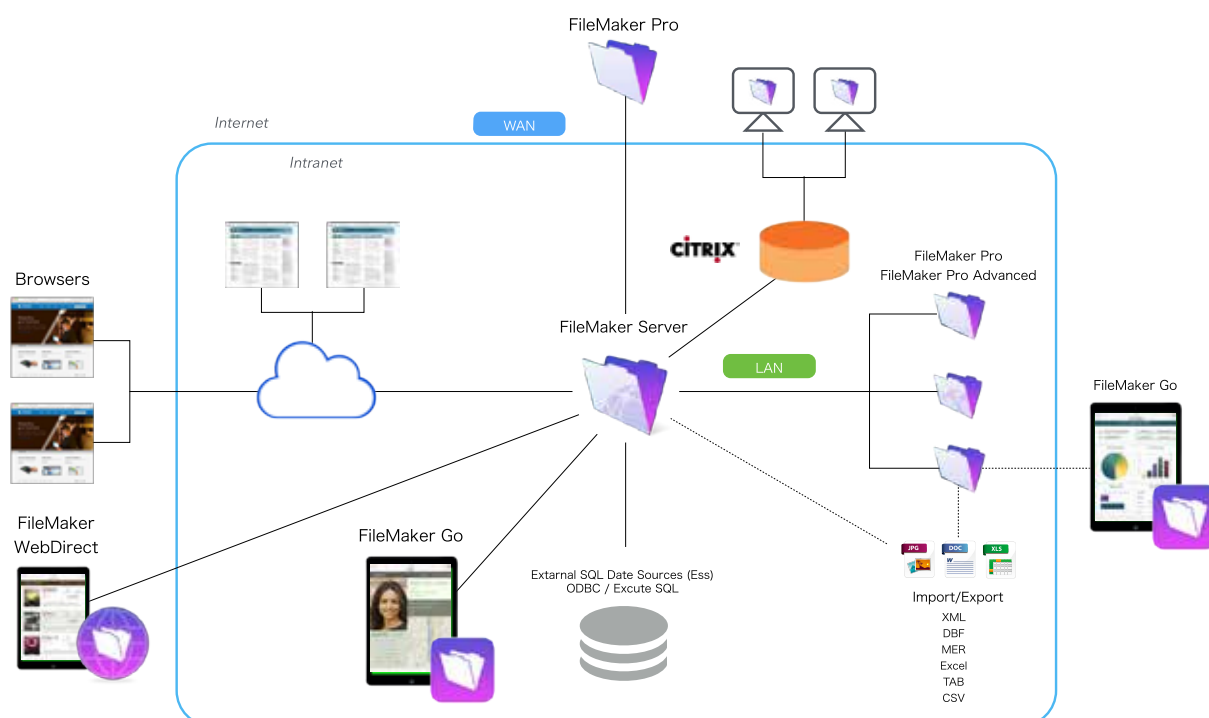 FileMaker Pro
Internet
WAN
Intranet
CİTRIX™
FileMaker Pro
FileMaker Pro Advanced
Browsers
FileMaker Server
LAN
FileMaker Go
FileMaker
WebDirect
FileMaker Go
JPG
DOC
XLS
W
Extarnal SQL Date Sources (Ess)
ODBC / Excute SQL
Import/Export
XML
DBF
MER
Excel
TAB
CSV